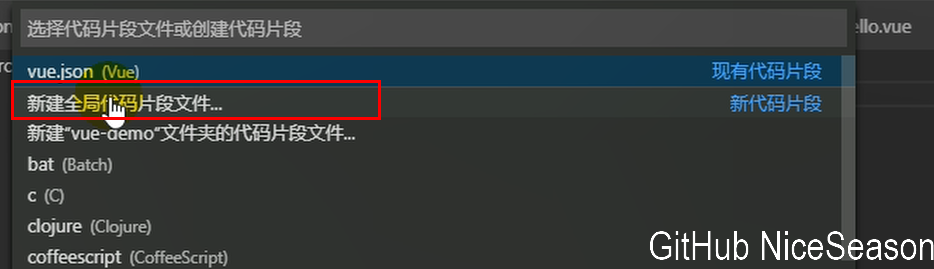 选择代码片段文件或创建代码片段
ello.vue
vue.json (Vue) 现有代码片段
新建全局代码片段文件... 新代码片段
新建“vue-demo”文件夹的代码片段文件...
bat (Batch)
c (C)
clojure (Clojure)
coffeescript (CoffeeScript)
GitHub NiceSeason